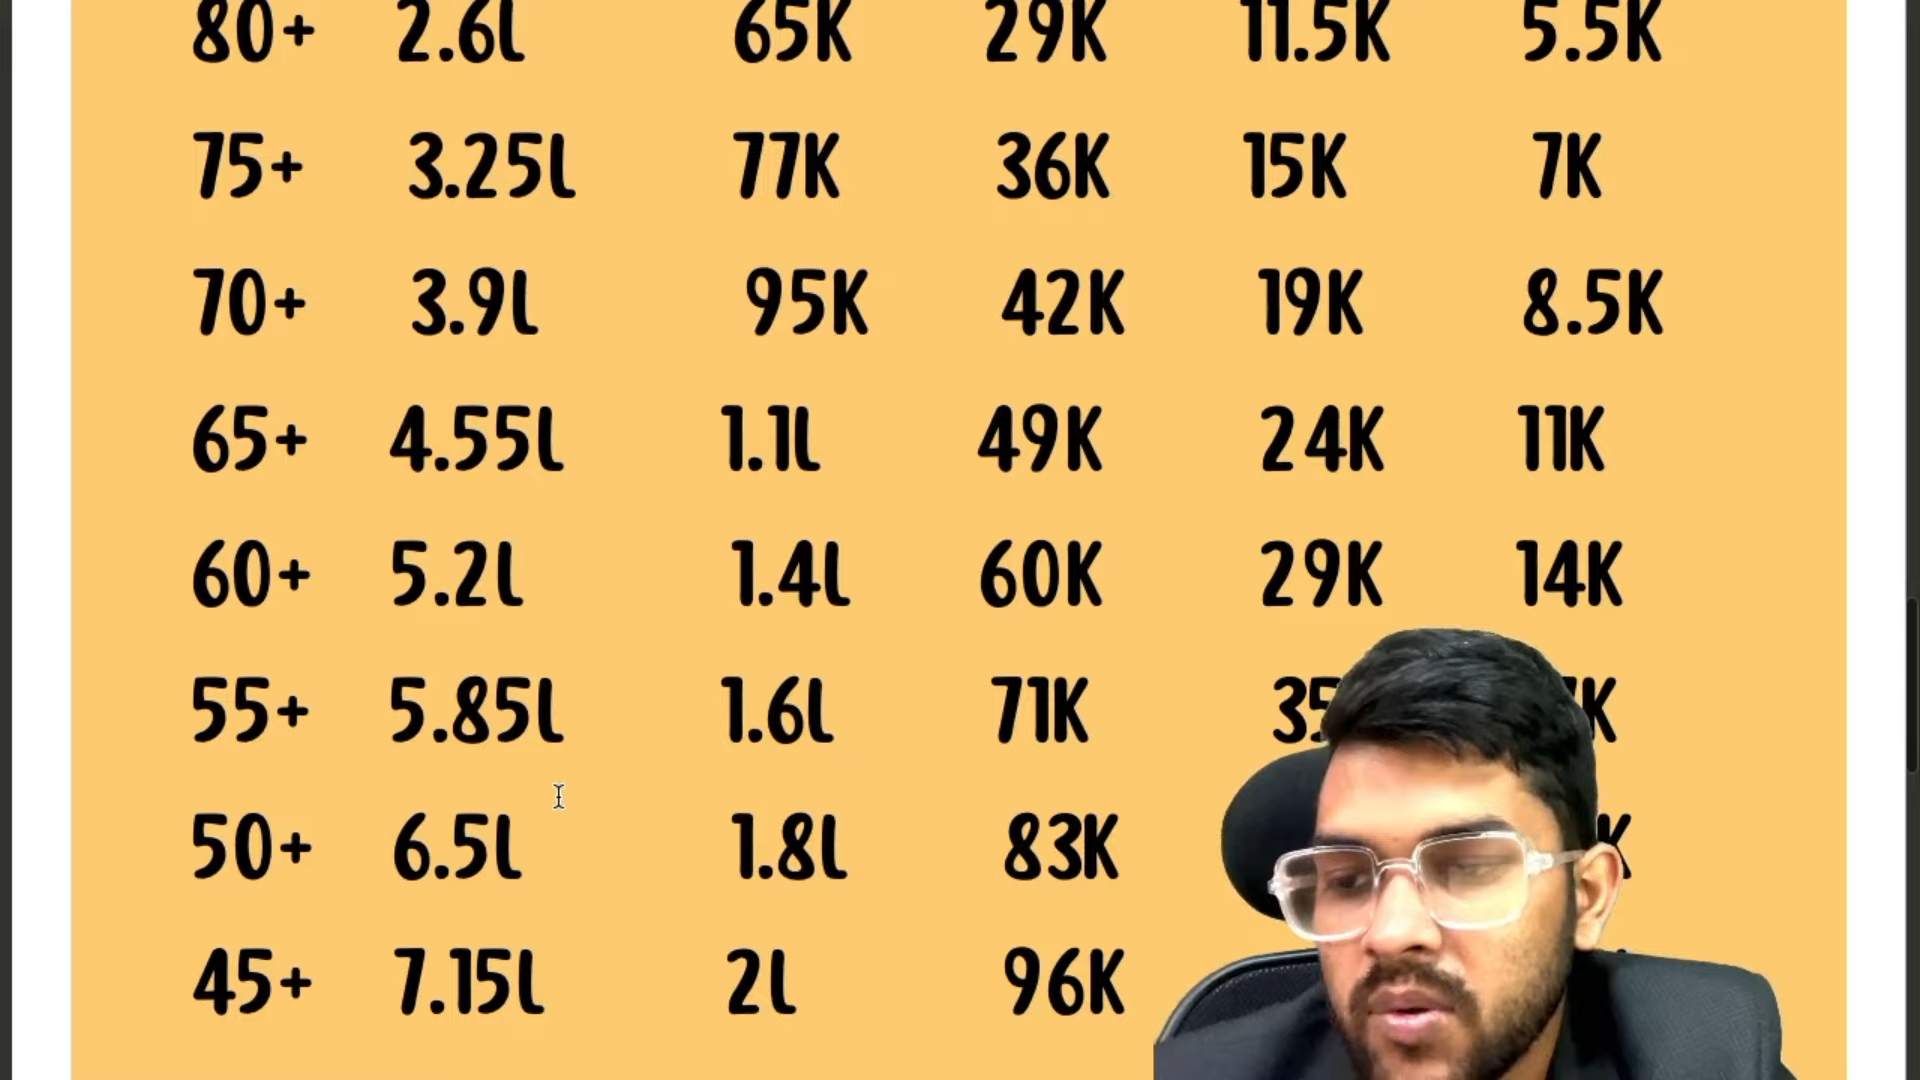 80+ 2.6L 65K 29K 11.5K 5.5K
75+ 3.25L 77K 36K 15K 7K
70+ 3.9L 95K 42K 19K 8.5K
65+ 4.55L 1.1L 49K 24K 11K
60+ 5.2L 1.4L 60K 29K 14K
55+ 5.85L 1.6L 71K
50+ 6.5L 1.8L 83K
45+ 7.15L 2L 96K